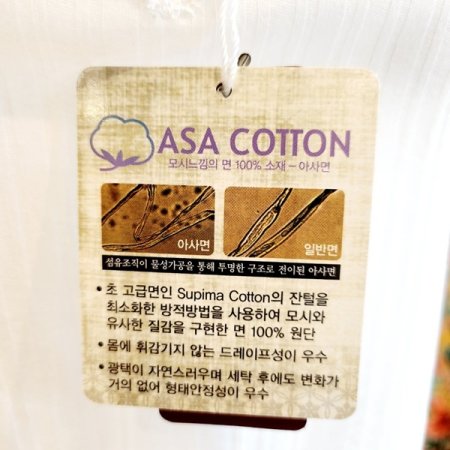 ASA COTTON
모시느낌의 면 100% 소재 – 아사면
아사면
일반면
섬유조직이 물성가공을 통해 투명한 구조로 전이된 아사면
• 초 고급면인 Supima Cotton의 잔털을
최소화한 방적방법을 사용하여 모시와
유사한 질감을 구현한 면 100% 원단
• 몸에 휘감기지 않는 드레이프성이 우수
• 광택이 자연스러우며 세탁 후에도 변화가
거의 없어 형태안정성이 우수